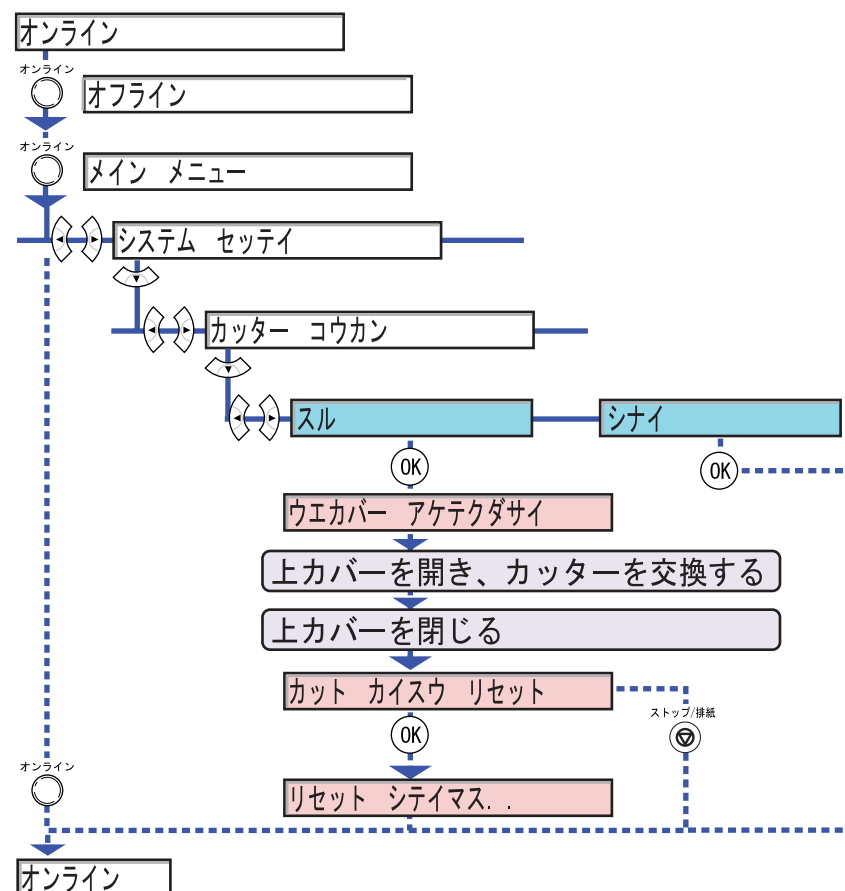 オンライン
オンライン
オフライン
オンライン
メイン メニュー
システム セッテイ
カッター コウカン
スル
シナイ
OK
OK
ウエカバー アケテクダサイ
上カバーを開き、カッターを交換する
上カバーを閉じる
カット カイスウ リセット
ストップ/排紙
OK
オンライン
リセット シテイマス. .
オンライン